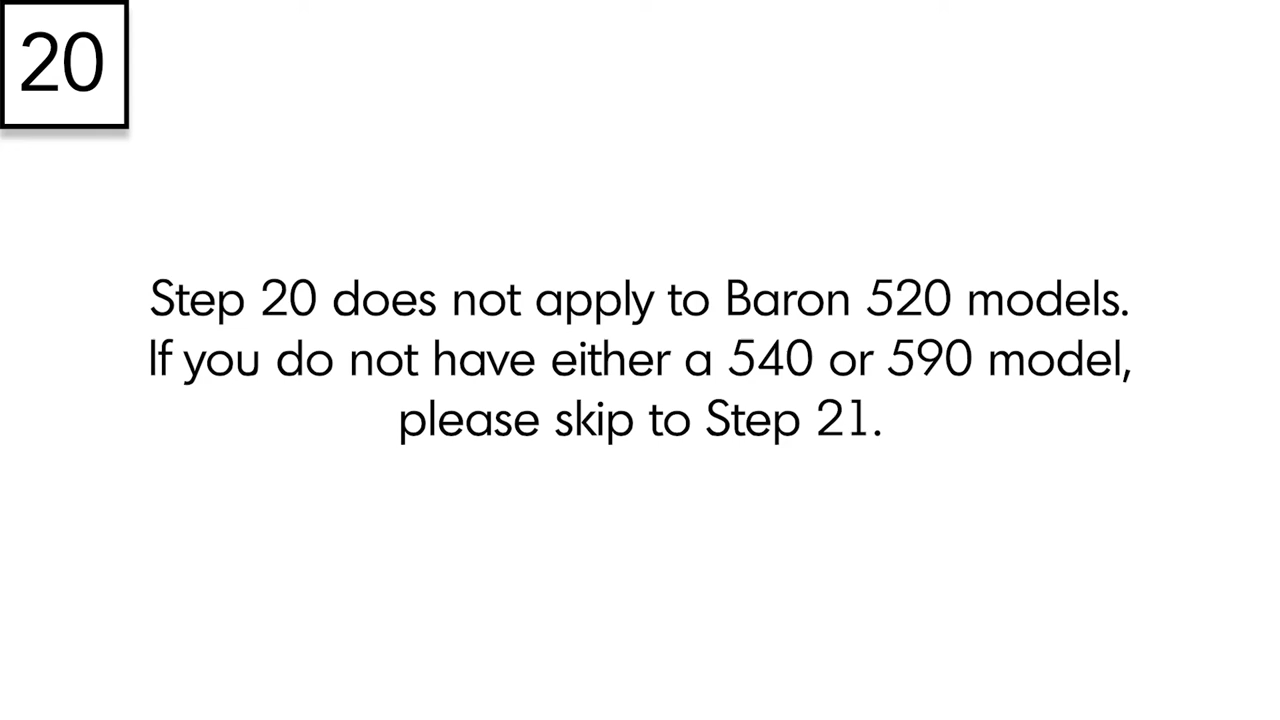 20
Step 20 does not apply to Baron 520 models.
If you do not have either a 540 or 590 model,
please skip to Step 21.